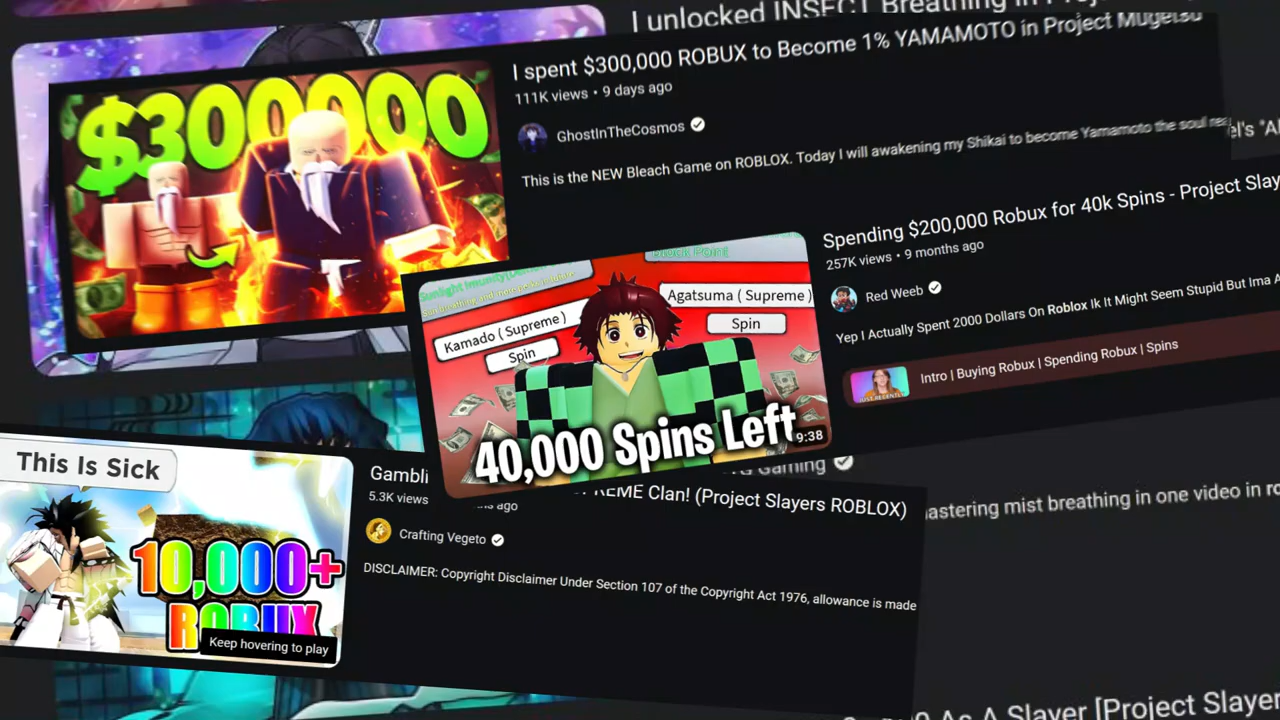 I unlocked INSECT Breathing in
I spent $300,000 ROBUX to Become 1% YAMAMOTO in Project Mugetsu
111K views • 9 days ago
GhostInTheCosmos
This is the NEW Bleach Game on ROBLOX. Today I will awakening my Shikai to become Yamamoto the soul
$300000
Spending $200,000 Robux for 40k Spins - Project Slay
257K views • 9 months ago
Red Weeb
Yep I Actually Spent 2000 Dollars On Roblox Ik It Might Seem Stupid But Ima A
Intro | Buying Robux | Spending Robux | Spins
Kamado ( Supreme )
Spin
Agatsuma ( Supreme )
Spin
40,000 Spins Left
9:38
Gaming
mastering mist breathing in one video in ro
This Is Sick
10,000+
ROBUX
Keep hovering to play
Gambli
REME Clan! (Project Slayers ROBLOX)
5.3K views
ago
Crafting Vegeto
DISCLAIMER: Copyright Disclaimer Under Section 107 of the Copyright Act 1976, allowance is made
As A Slayer [Project Slayer